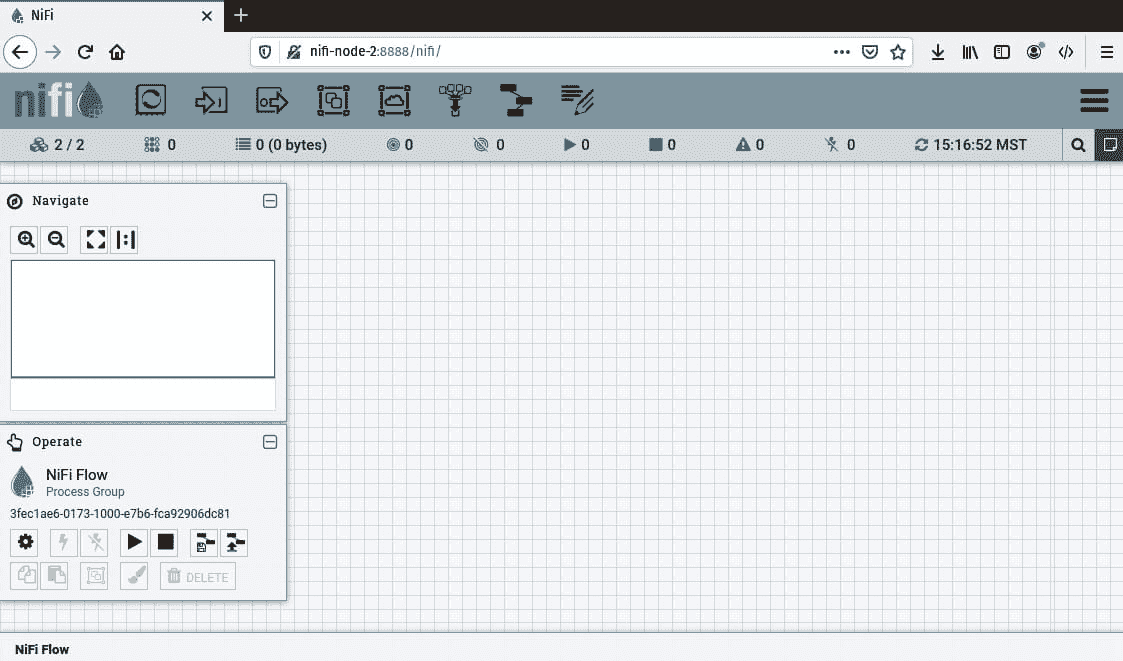 NiFi
nifi-node-2:8888/nifi/
nifi
2 / 2 0 0 (0 bytes) 0 0 0 0 0 0 15:16:52 MST
Navigate
Operate
NiFi Flow
Process Group
3fec1ae6-0173-1000-e7b6-fca92906dc81
DELETE
NiFi Flow